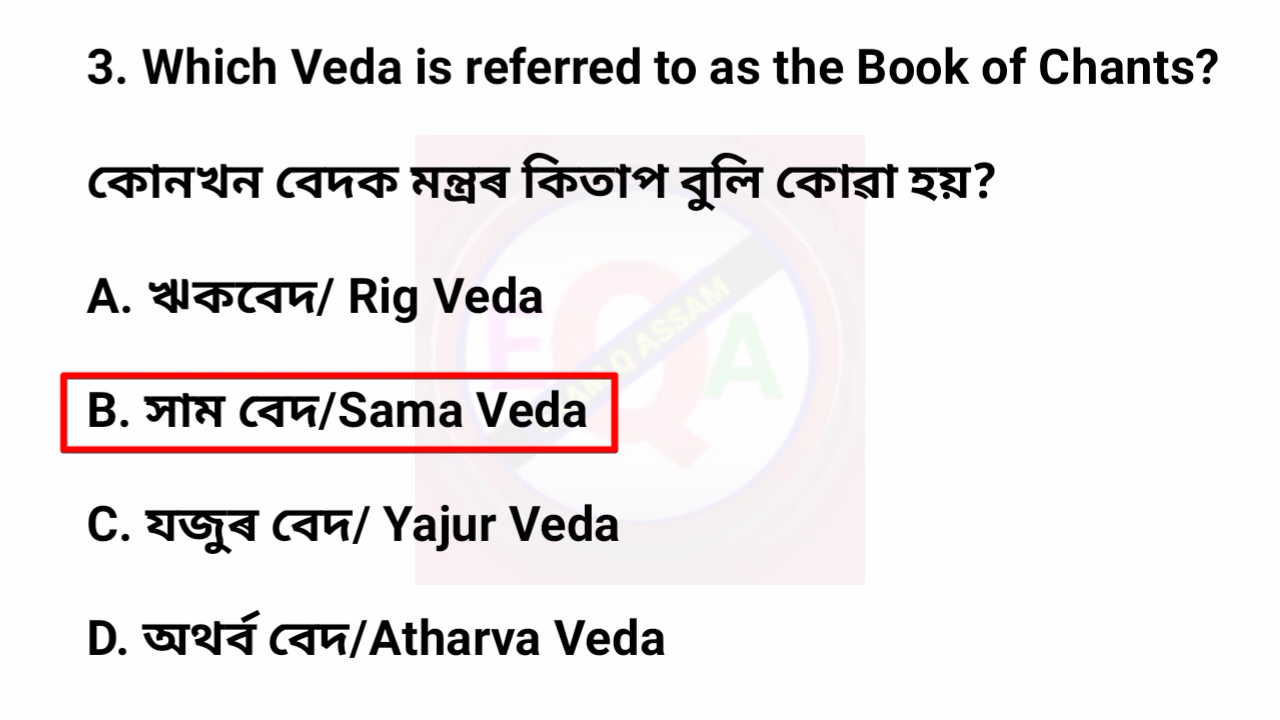 3. Which Veda is referred to as the Book of Chants?
কোনখন বেদক মন্ত্ৰৰ কিতাপ বুলি কোৱা হয়?
A. ঋকবেদ/ Rig Veda
B. সাম বেদ/Sama Veda
C. যজুৰ বেদ/ Yajur Veda
D. অথৰ্ব বেদ/Atharva Veda
E Q A
Q ASSAM